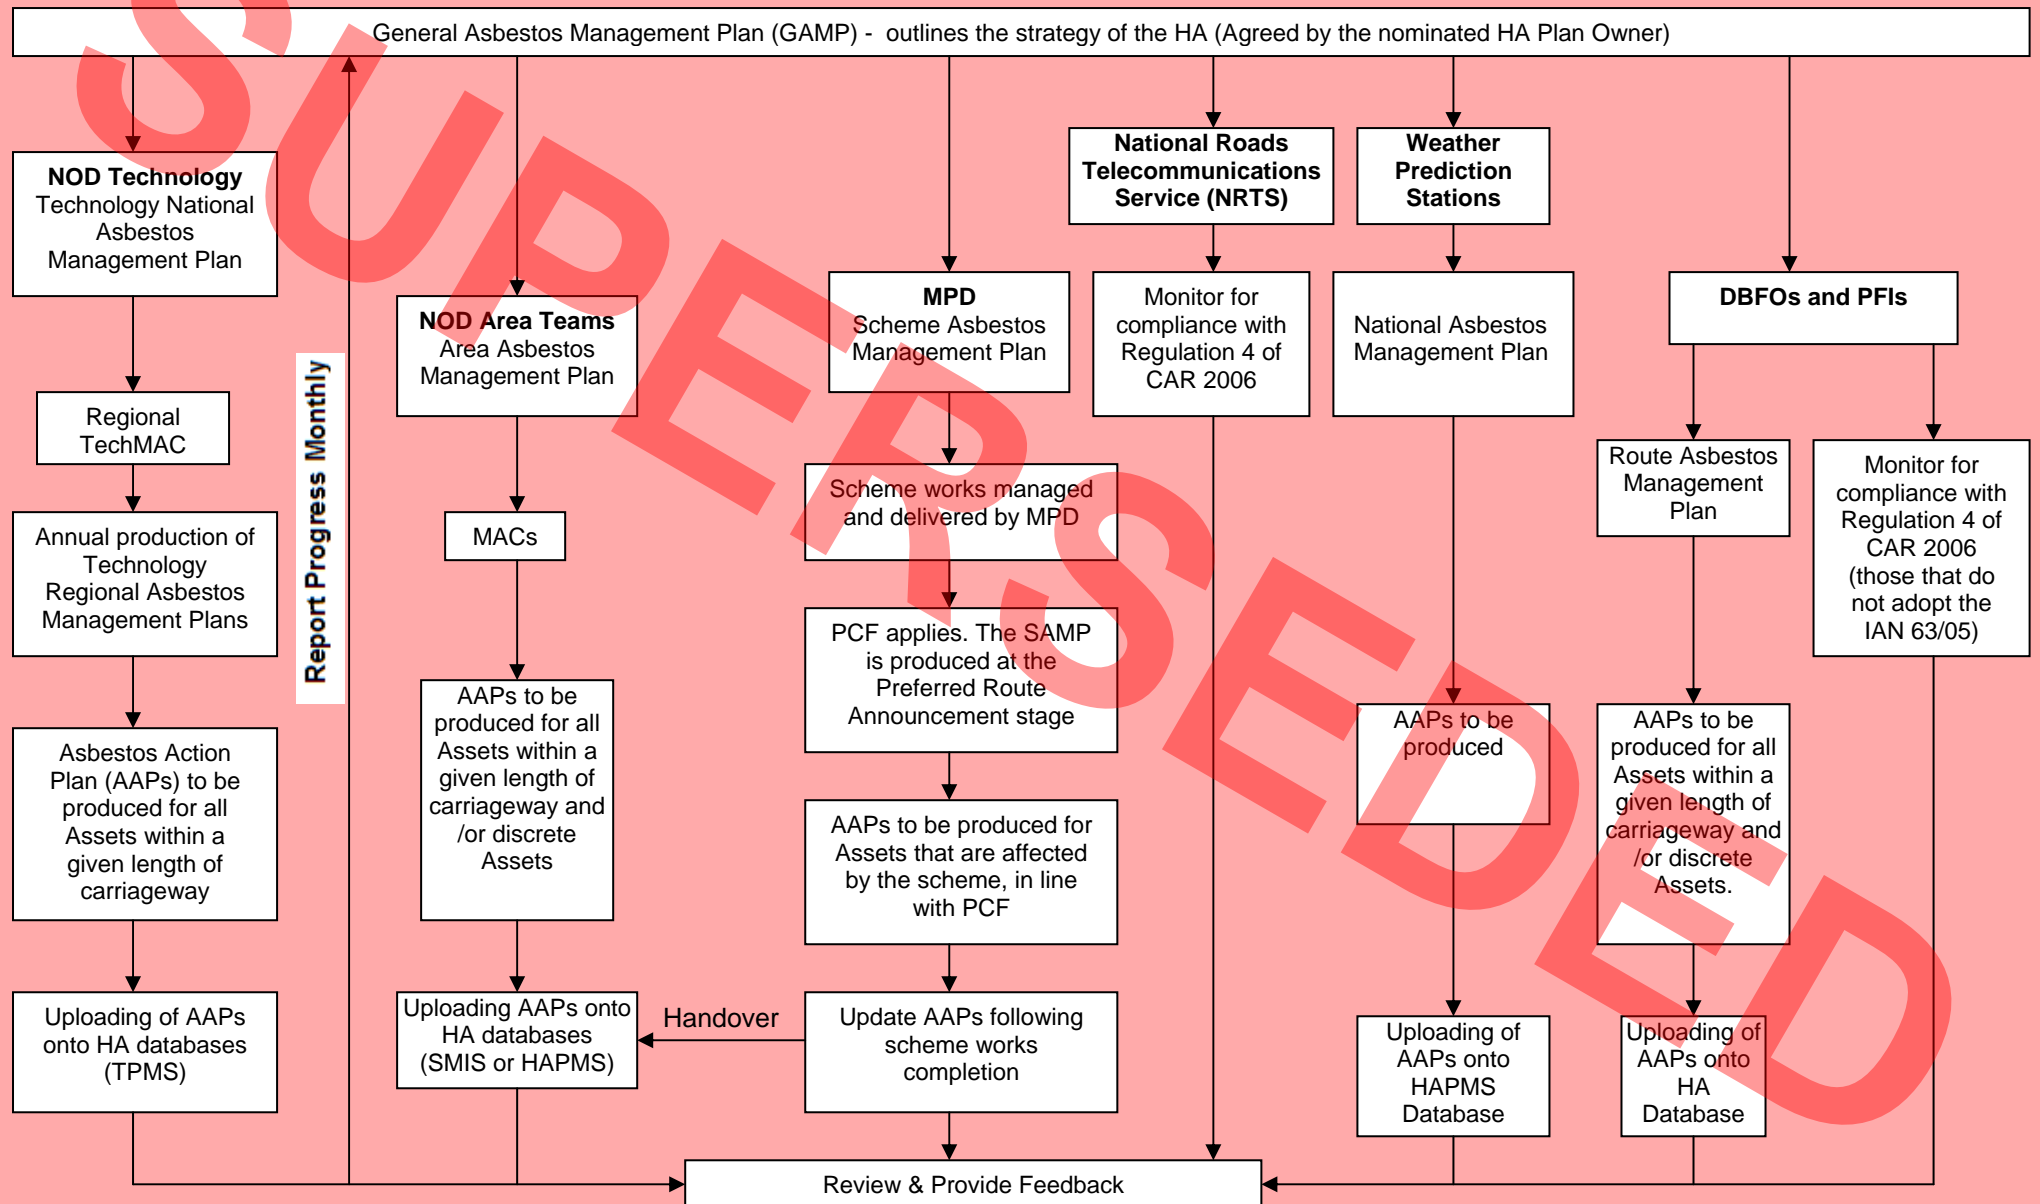 General Asbestos Management Plan (GAMP) - outlines the strategy of the HA (Agreed by the nominated HA Plan Owner)
NOD Technology
Technology National
Asbestos
Management Plan
Regional
TechMAC
Annual production of
Technology
Regional Asbestos
Management Plans
Asbestos Action
Plan (AAPs) to be
produced for all
Assets within a
given length of
carriageway
Uploading of AAPs
onto HA databases
(TPMS)
Report Progress Monthly
NOD Area Teams
Area Asbestos
Management Plan
MACs
AAPs to be
produced for all
Assets within a
given length of
carriageway and
/or discrete
Assets
Uploading AAPs onto
HA databases
(SMIS or HAPMS)
Handover
MPD
Scheme Asbestos
Management Plan
Scheme works managed
and delivered by MPD
PCF applies. The SAMP
is produced at the
Preferred Route
Announcement stage
AAPs to be produced for
Assets that are affected
by the scheme, in line
with PCF
Update AAPs following
scheme works
completion
National Roads
Telecommunications
Service (NRTS)
Monitor for
compliance with
Regulation 4 of
CAR 2006
Weather
Prediction
Stations
National Asbestos
Management Plan
AAPs to be
produced
Uploading of
AAPs onto
HAPMS
Database
DBFOs and PFIs
Route Asbestos
Management
Plan
AAPs to be
produced for all
Assets within a
given length of
carriageway and
/or discrete
Assets.
Uploading of
AAPs onto
HA
Database
Monitor for
compliance with
Regulation 4 of
CAR 2006
(those that do
not adopt the
IAN 63/05)
Review & Provide Feedback
SUPERSEDED